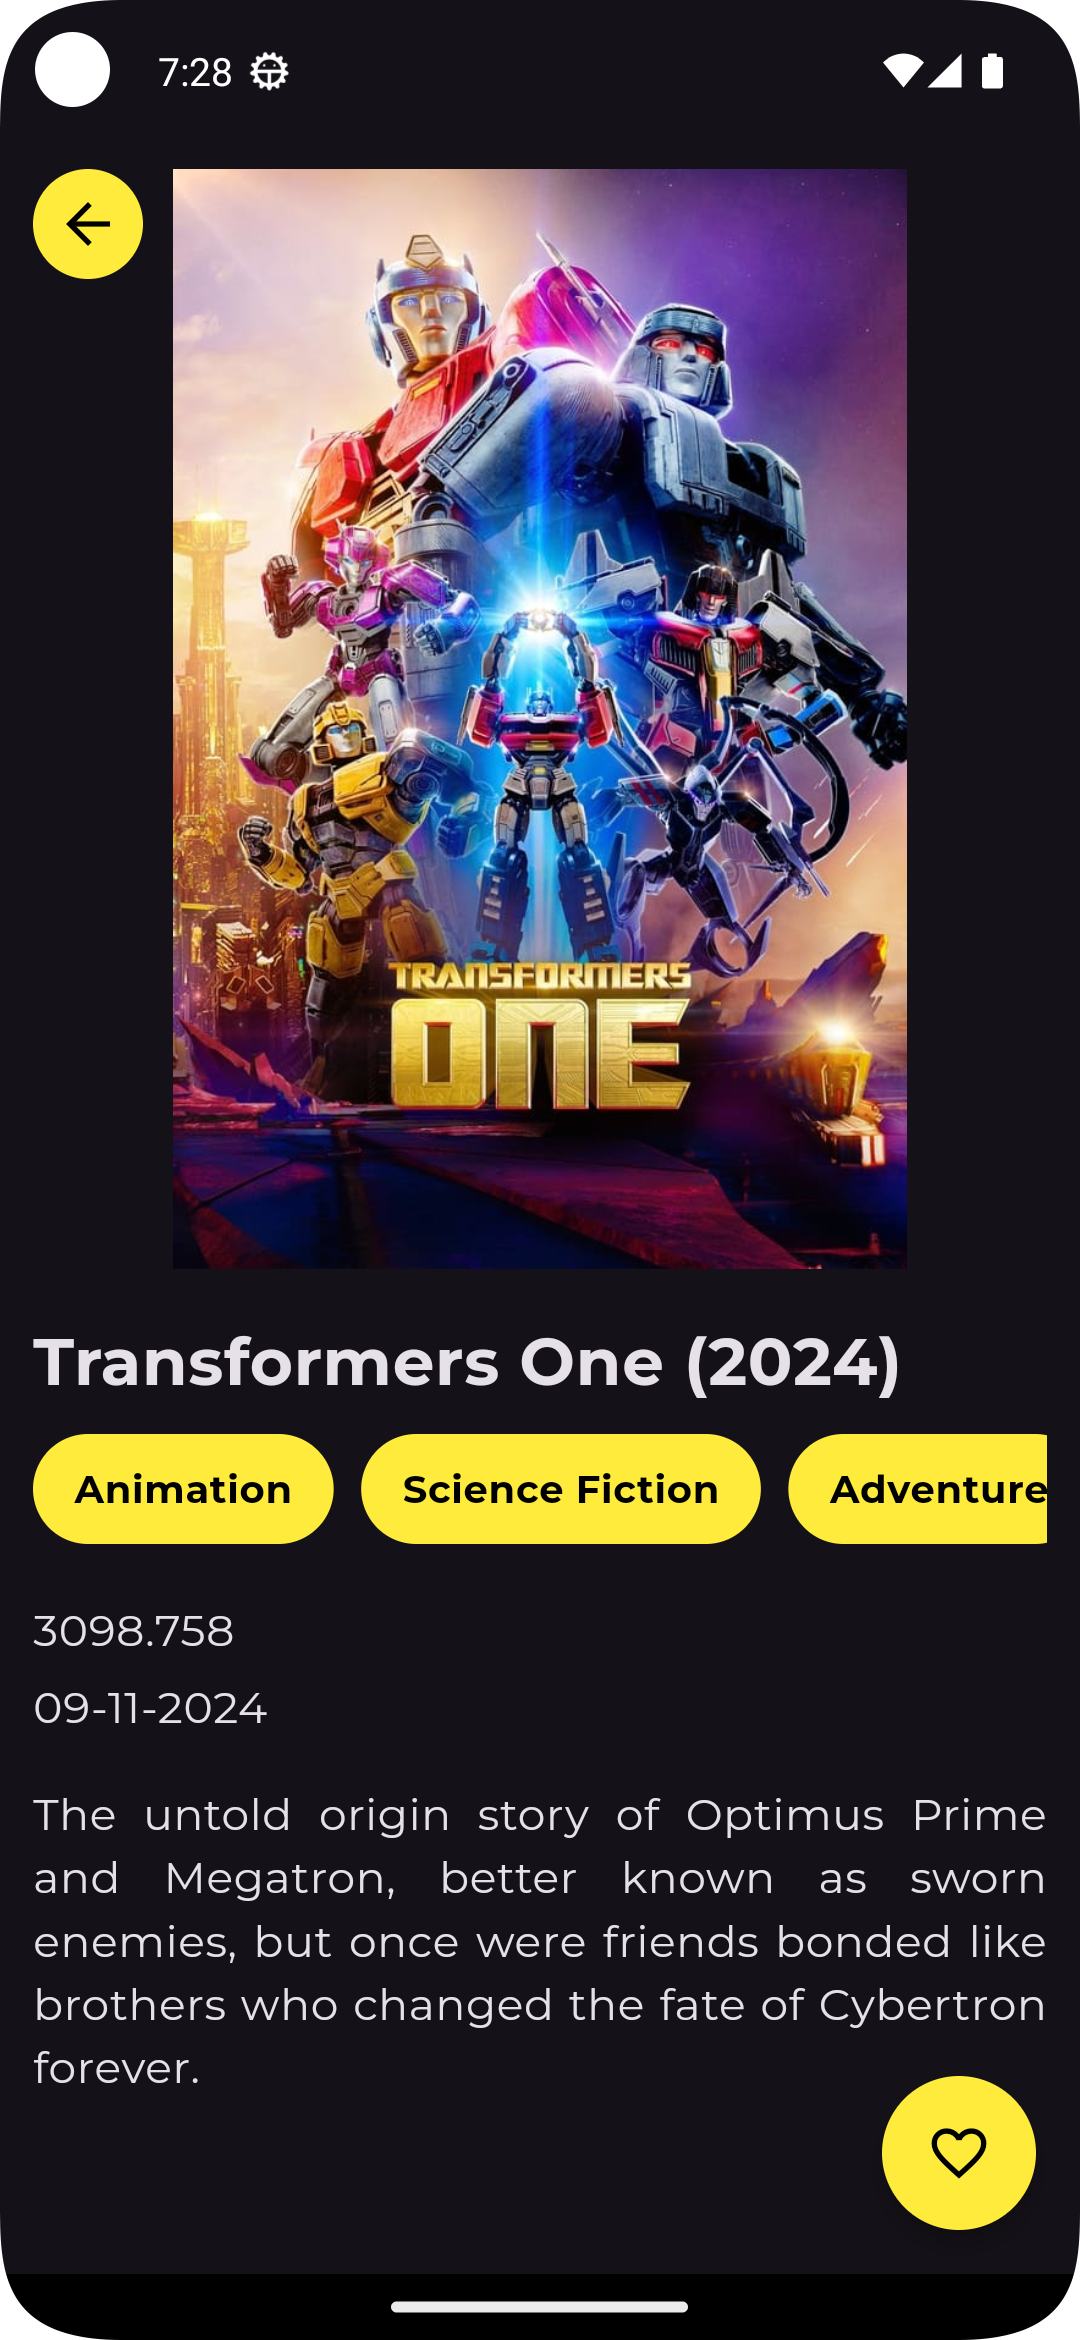 7:28
TRANSFORMERS
ONE
Transformers One (2024)
Animation Science Fiction Adventure
3098.758
09-11-2024
The untold origin story of Optimus Prime
and Megatron, better known as sworn
enemies, but once were friends bonded like
brothers who changed the fate of Cybertron
forever.